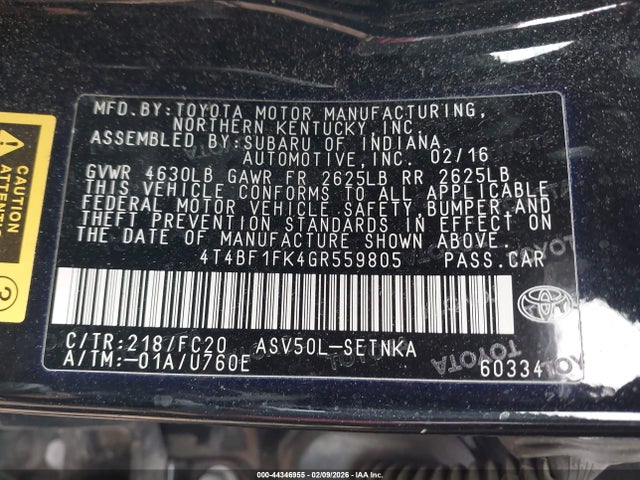 MFD.BY:TOYOTA MOTOR MANUFACTURING,
NORTHERN KENTUCKY,INC.
ASSEMBLED BY:SUBARU OF INDIANA
AUTOMOTIVE,INC. 02/16
GVWR 4630LB GAWR FR 2625LB RR 2625LB
THIS VEHICLE CONFORMS TO ALL APPLICABLE
FEDERAL MOTOR VEHICLE SAFETY,BUMPER,AND
THEFT PREVENTION STANDARDS IN EFFECT ON
THE DATE OF MANUFACTURE SHOWN ABOVE.
4T4BF1FK4GR559805 PASS.CAR
C/TR:218/FC20 ASV50L-SETNKA
A/TM:-01A/U760E 60334
CAUTION
ATTENTION
TOYOTA
TOYOTA
TOYOTA
000-44346955 - 02/09/2026 - IAA Inc.